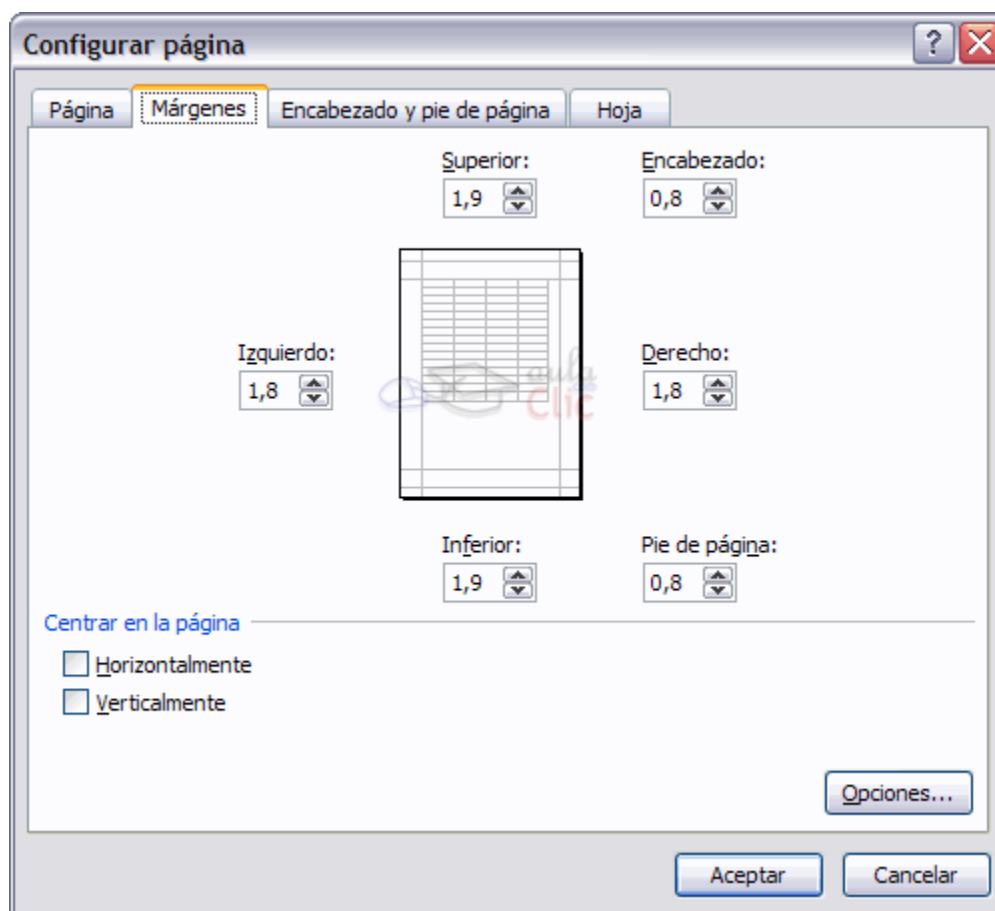 Configurar página
Página Márgenes Encabezado y pie de página Hoja
Superior: Encabezado:
1,9 0,8
Izquierdo: Derecho:
1,8 1,8
aula
Clic
Inferior: Pie de página:
1,9 0,8
Centrar en la página
Horizontalmente
Verticalmente
Opciones...
Aceptar Cancelar